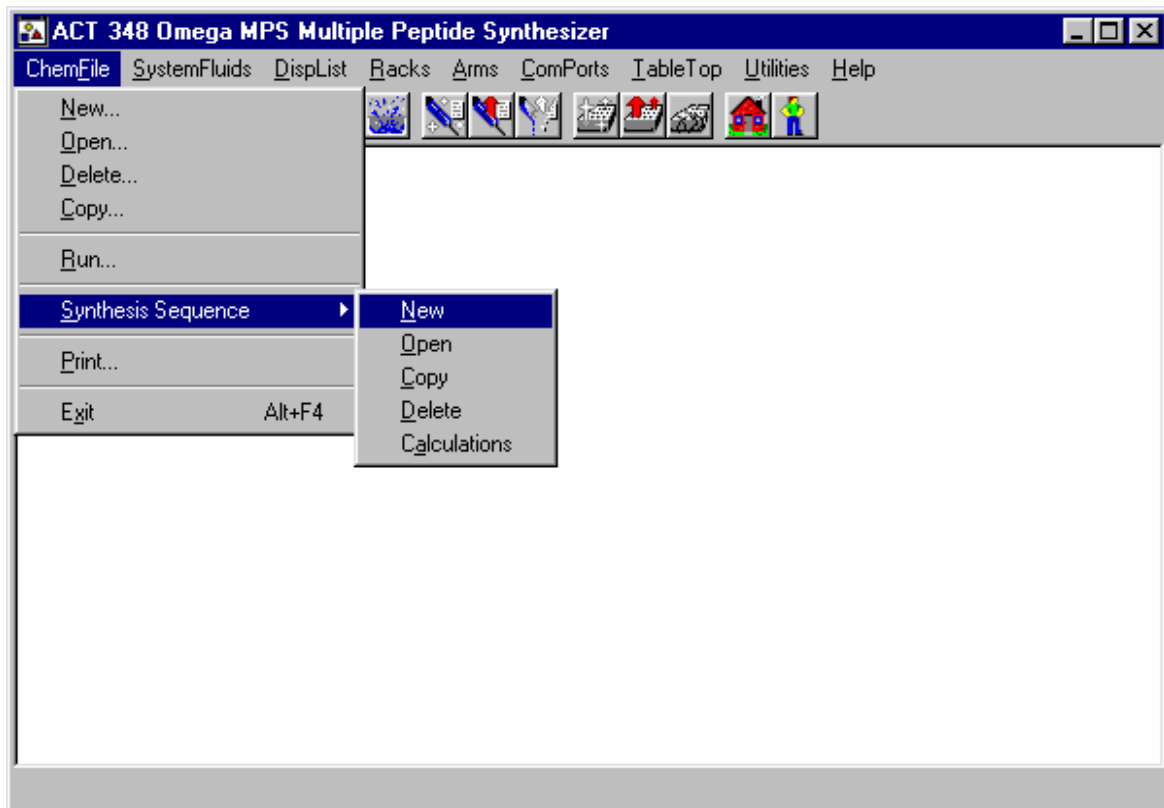 ACT 348 Omega MPS Multiple Peptide Synthesizer
ChemFile SystemFluids DispList Racks Arms ComPorts TableTop Utilities Help
New...
Open...
Delete...
Copy...
Run...
Synthesis Sequence
New
Open
Copy
Delete
Calculations
Print...
Exit Alt+F4